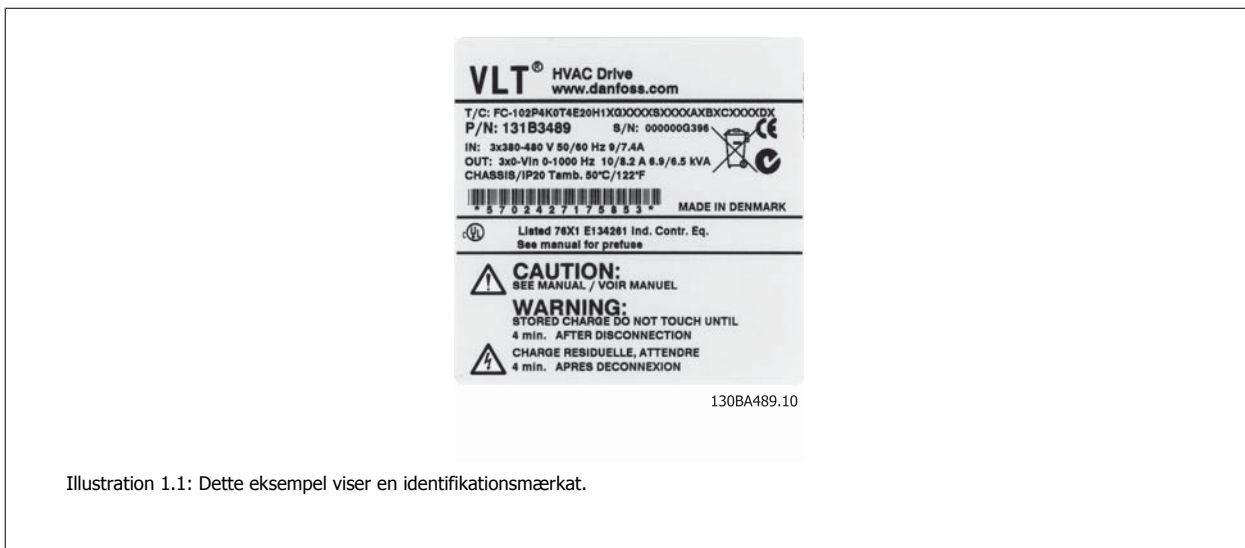 VLT® HVAC Drive
www.danfoss.com
T/C: FC-102P4K0T4E20H1XGXXXXSXXXXAXBXCXXXXDX
P/N: 131B3489 S/N: 000000G396
IN: 3x380-480 V 50/60 Hz 9/7.4A
OUT: 3x0-Vin 0-1000 Hz 10/8.2 A 6.9/6.5 kVA
CHASSIS/IP20 Tamb. 50°C/122°F
*5702427175853* MADE IN DENMARK
c UL Listed 76X1 E134261 Ind. Contr. Eq.
See manual for prefuse
CAUTION:
SEE MANUAL / VOIR MANUEL
WARNING:
STORED CHARGE DO NOT TOUCH UNTIL
4 min. AFTER DISCONNECTION
CHARGE RESIDUELLE, ATTENDRE
4 min. APRES DECONNEXION
130BA489.10
Illustration 1.1: Dette eksempel viser en identifikationsmærkat.